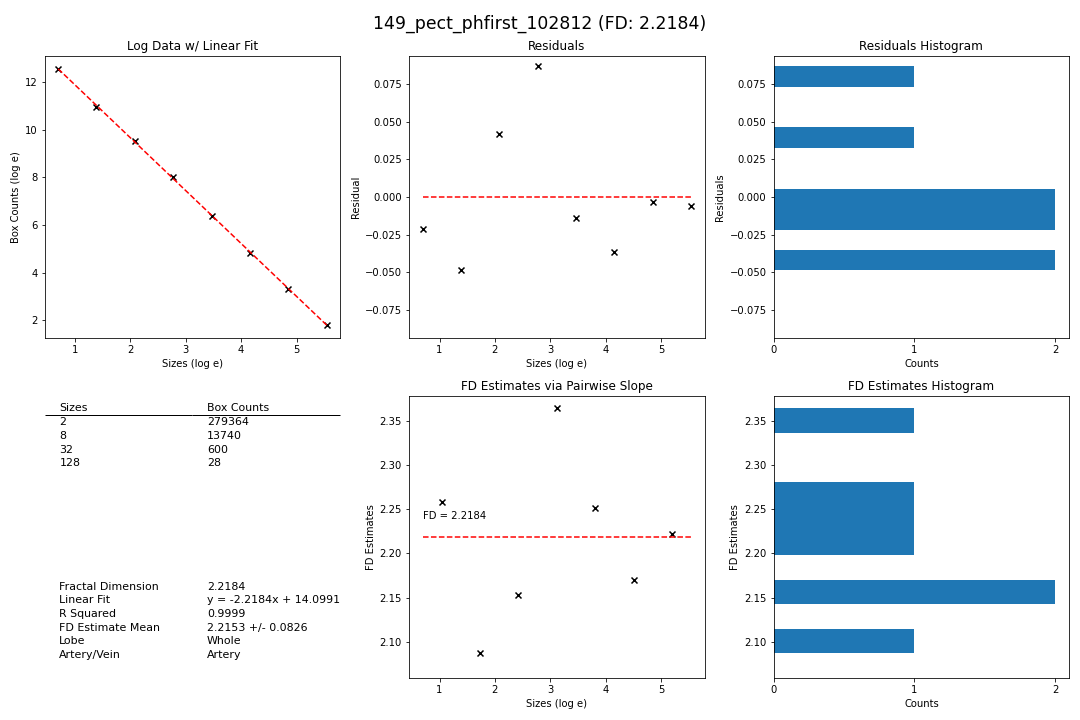 149_pect_phfirst_102812 (FD: 2.2184)
Log Data w/ Linear Fit
Box Counts (log e)
12
10
8
6
4
2
1 2 3 4 5
Sizes (log e)
Residuals
Residual
0.075
0.050
0.025
0.000
−0.025
−0.050
−0.075
1 2 3 4 5
Sizes (log e)
Residuals Histogram
Residuals
0.075
0.050
0.025
0.000
−0.025
−0.050
−0.075
0 1 2
Counts
Sizes Box Counts
2 279364
8 13740
32 600
128 28
Fractal Dimension 2.2184
Linear Fit y = -2.2184x + 14.0991
R Squared 0.9999
FD Estimate Mean 2.2153 +/- 0.0826
Lobe Whole
Artery/Vein Artery
FD Estimates via Pairwise Slope
FD Estimates
2.35
2.30
2.25
2.20
2.15
2.10
FD = 2.2184
1 2 3 4 5
Sizes (log e)
FD Estimates Histogram
FD Estimates
2.35
2.30
2.25
2.20
2.15
2.10
0 1 2
Counts